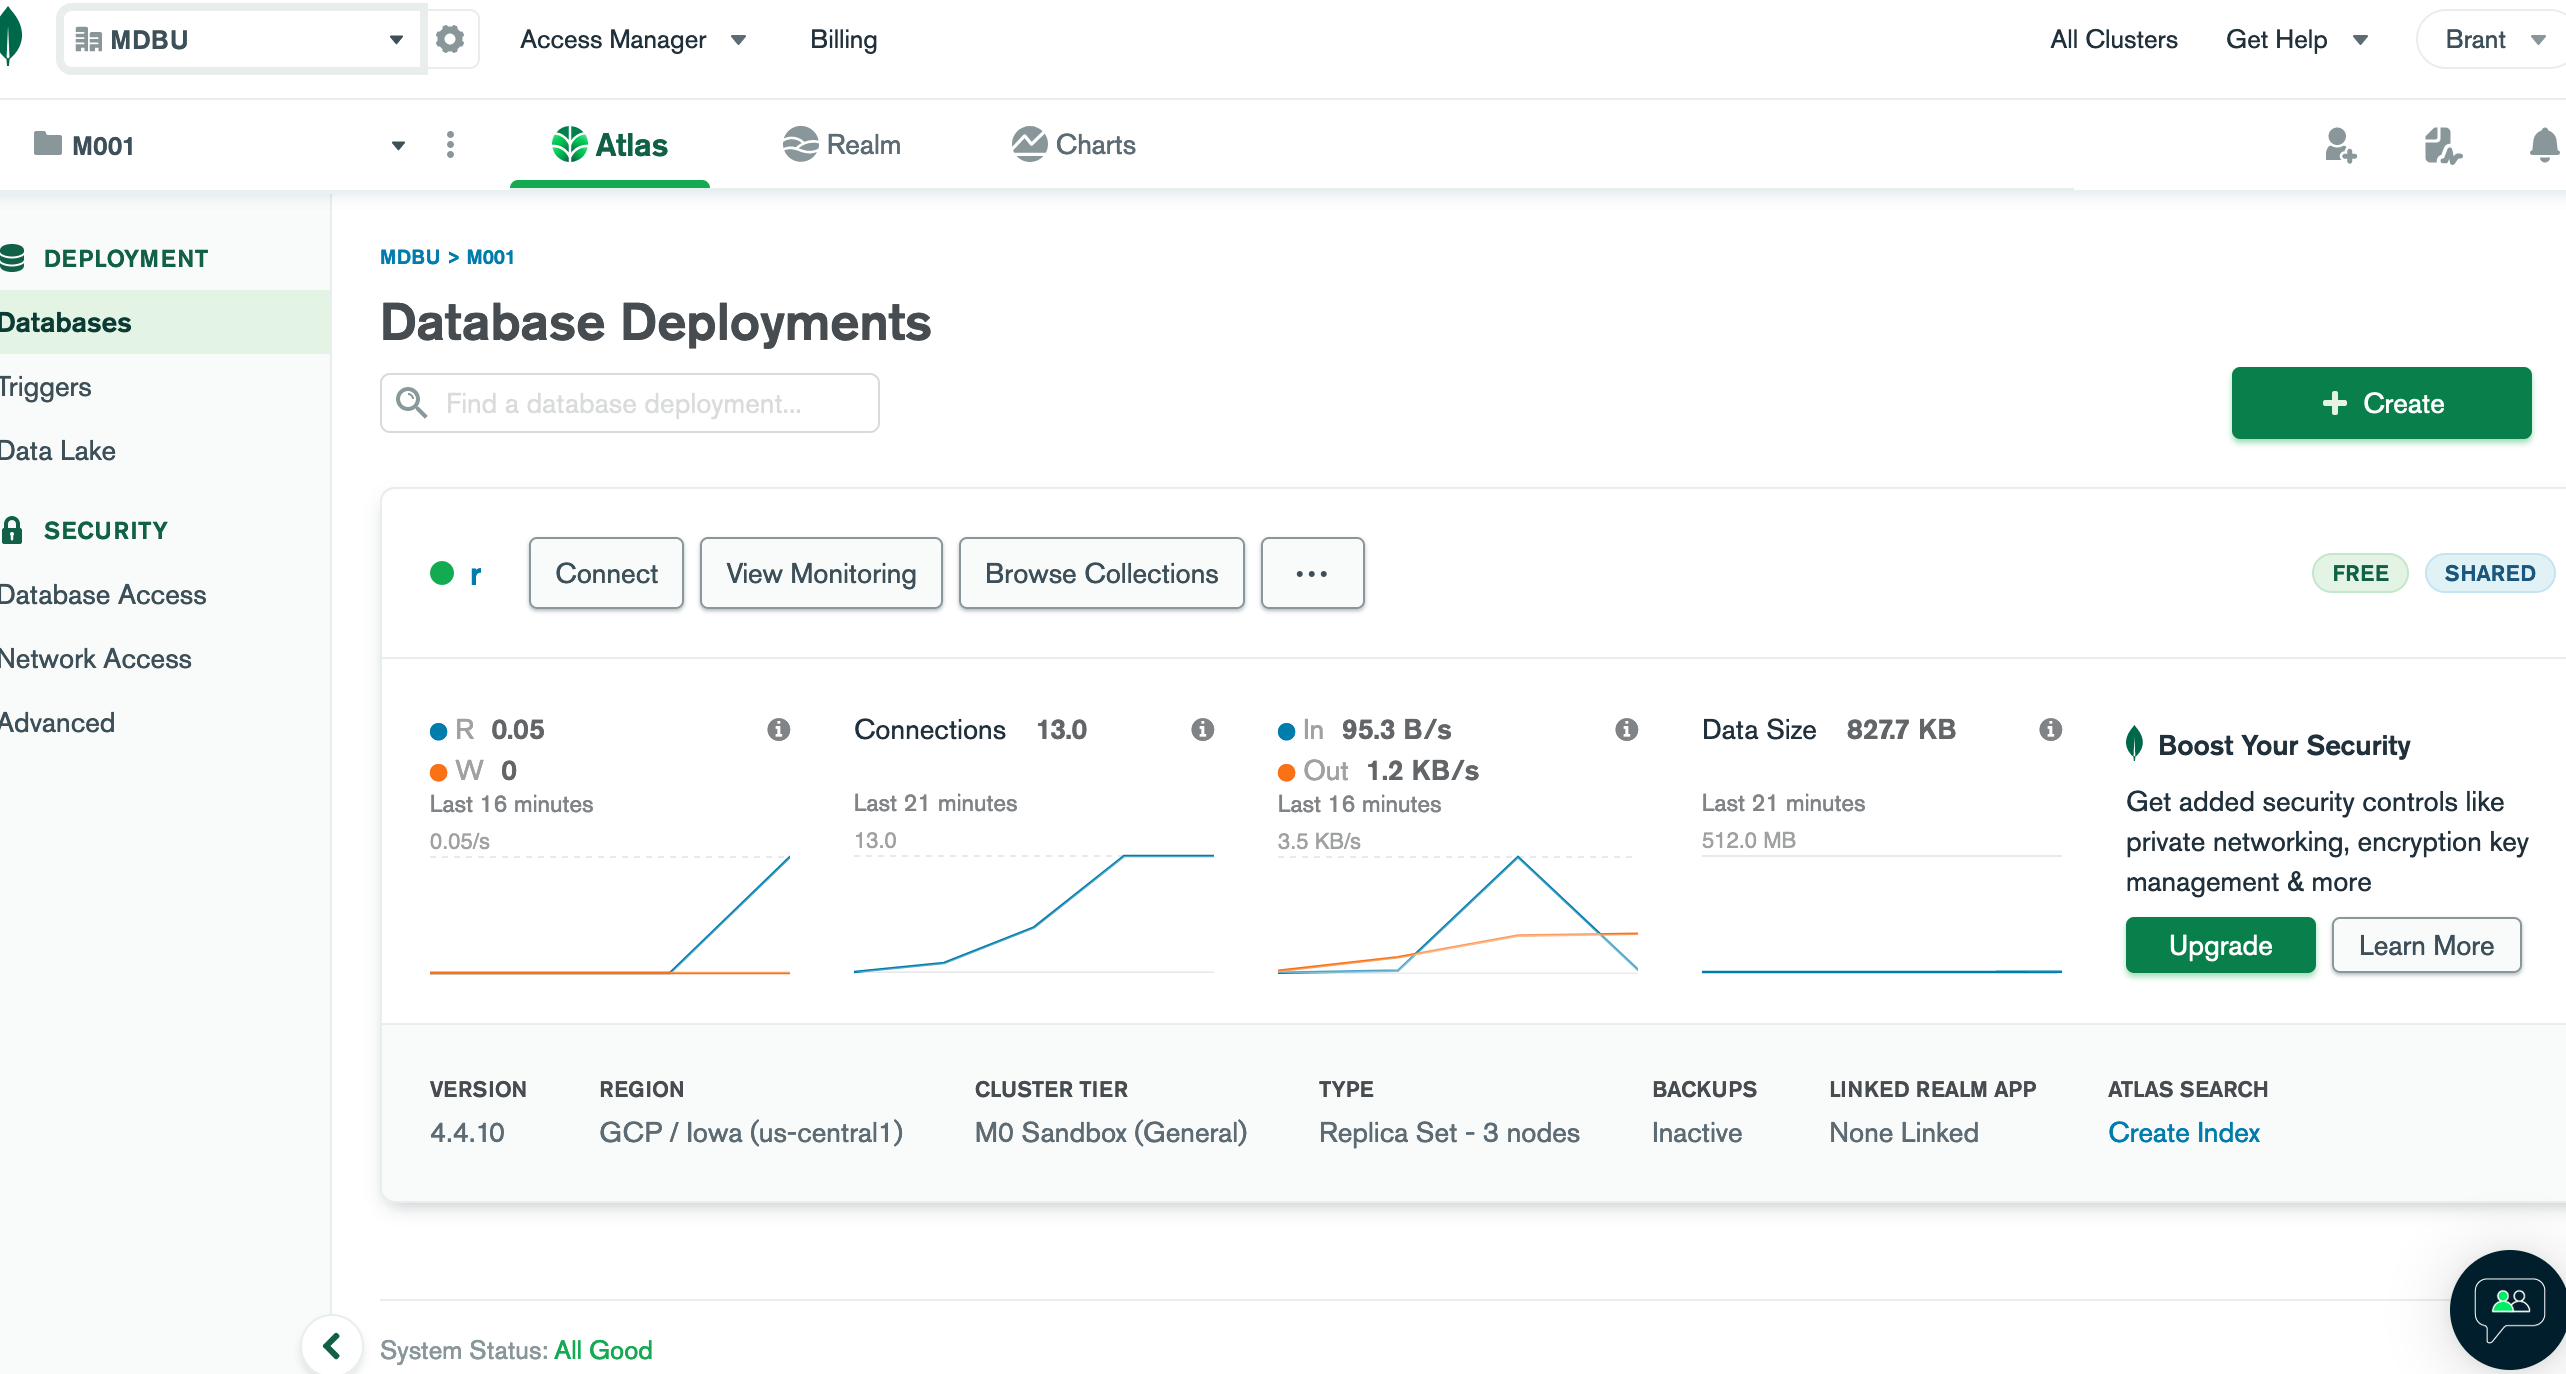 MDBU
Access Manager
Billing
All Clusters
Get Help
Brant
M001
Atlas
Realm
Charts
DEPLOYMENT
Databases
Triggers
Data Lake
SECURITY
Database Access
Network Access
Advanced
MDBU > M001
Database Deployments
Find a database deployment...
+ Create
r
Connect
View Monitoring
Browse Collections
...
FREE
SHARED
R 0.05
W 0
Last 16 minutes
0.05/s
Connections 13.0
Last 21 minutes
13.0
In 95.3 B/s
Out 1.2 KB/s
Last 16 minutes
3.5 KB/s
Data Size 827.7 KB
Last 21 minutes
512.0 MB
Boost Your Security
Get added security controls like
private networking, encryption key
management & more
Upgrade
Learn More
VERSION
4.4.10
REGION
GCP / Iowa (us-central1)
CLUSTER TIER
M0 Sandbox (General)
TYPE
Replica Set - 3 nodes
BACKUPS
Inactive
LINKED REALM APP
None Linked
ATLAS SEARCH
Create Index
System Status: All Good